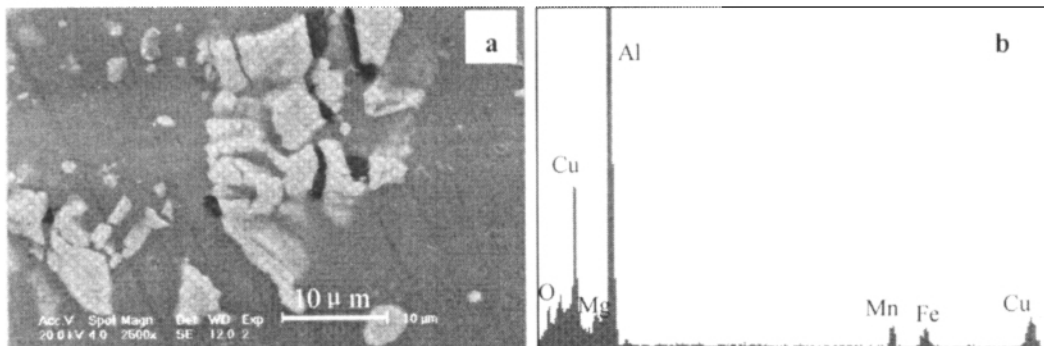 a
10 μm
Acc.V Spot Magn Det WD Exp
20.0 kV 4.0 2500x SE 12.0 2
10 μm
b
Al
Cu
O
Mg
Mn
Fe
Cu